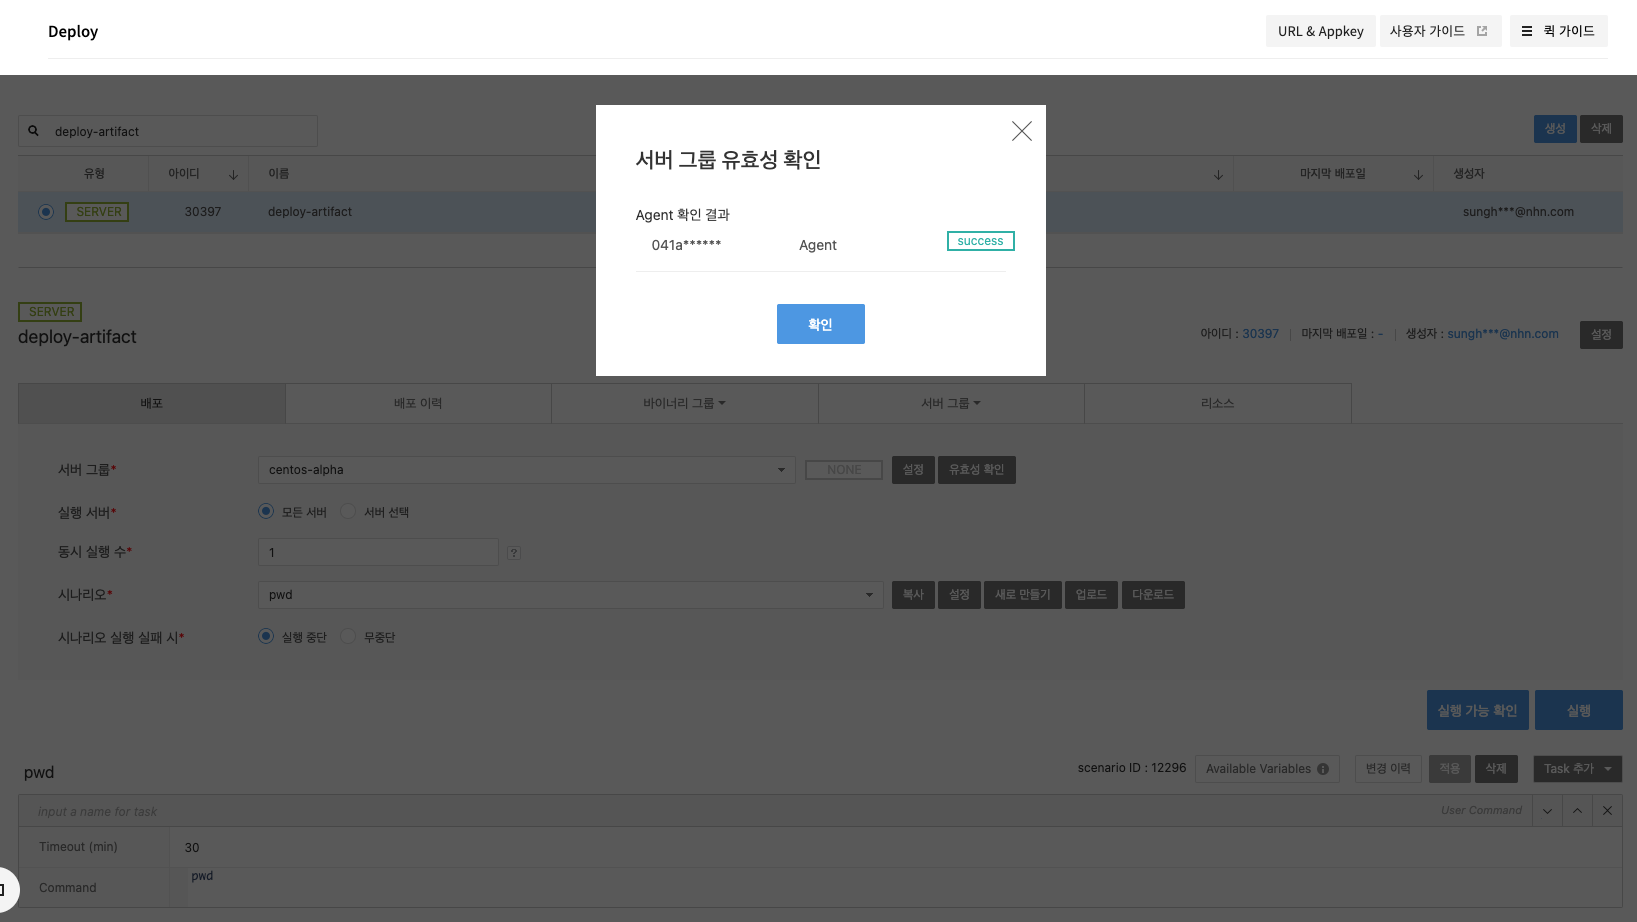 Deploy
URL & Appkey
사용자 가이드
퀵 가이드
deploy-artifact
생성
삭제
유형
아이디
이름
마지막 배포일
생성자
SERVER
30397
deploy-artifact
sungh***@nhn.com
서버 그룹 유효성 확인
Agent 확인 결과
041a******
Agent
success
확인
SERVER
deploy-artifact
아이디 : 30397
마지막 배포일 : -
생성자 : sungh***@nhn.com
설정
배포
배포 이력
바이너리 그룹
서버 그룹
리소스
서버 그룹*
centos-alpha
NONE
설정
유효성 확인
실행 서버*
모든 서버
서버 선택
동시 실행 수*
1
?
시나리오*
pwd
복사
설정
새로 만들기
업로드
다운로드
시나리오 실행 실패 시*
실행 중단
무중단
실행 가능 확인
실행
pwd
scenario ID : 12296
Available Variables
변경 이력
적용
삭제
Task 추가
input a name for task
User Command
Timeout (min)
30
Command
pwd